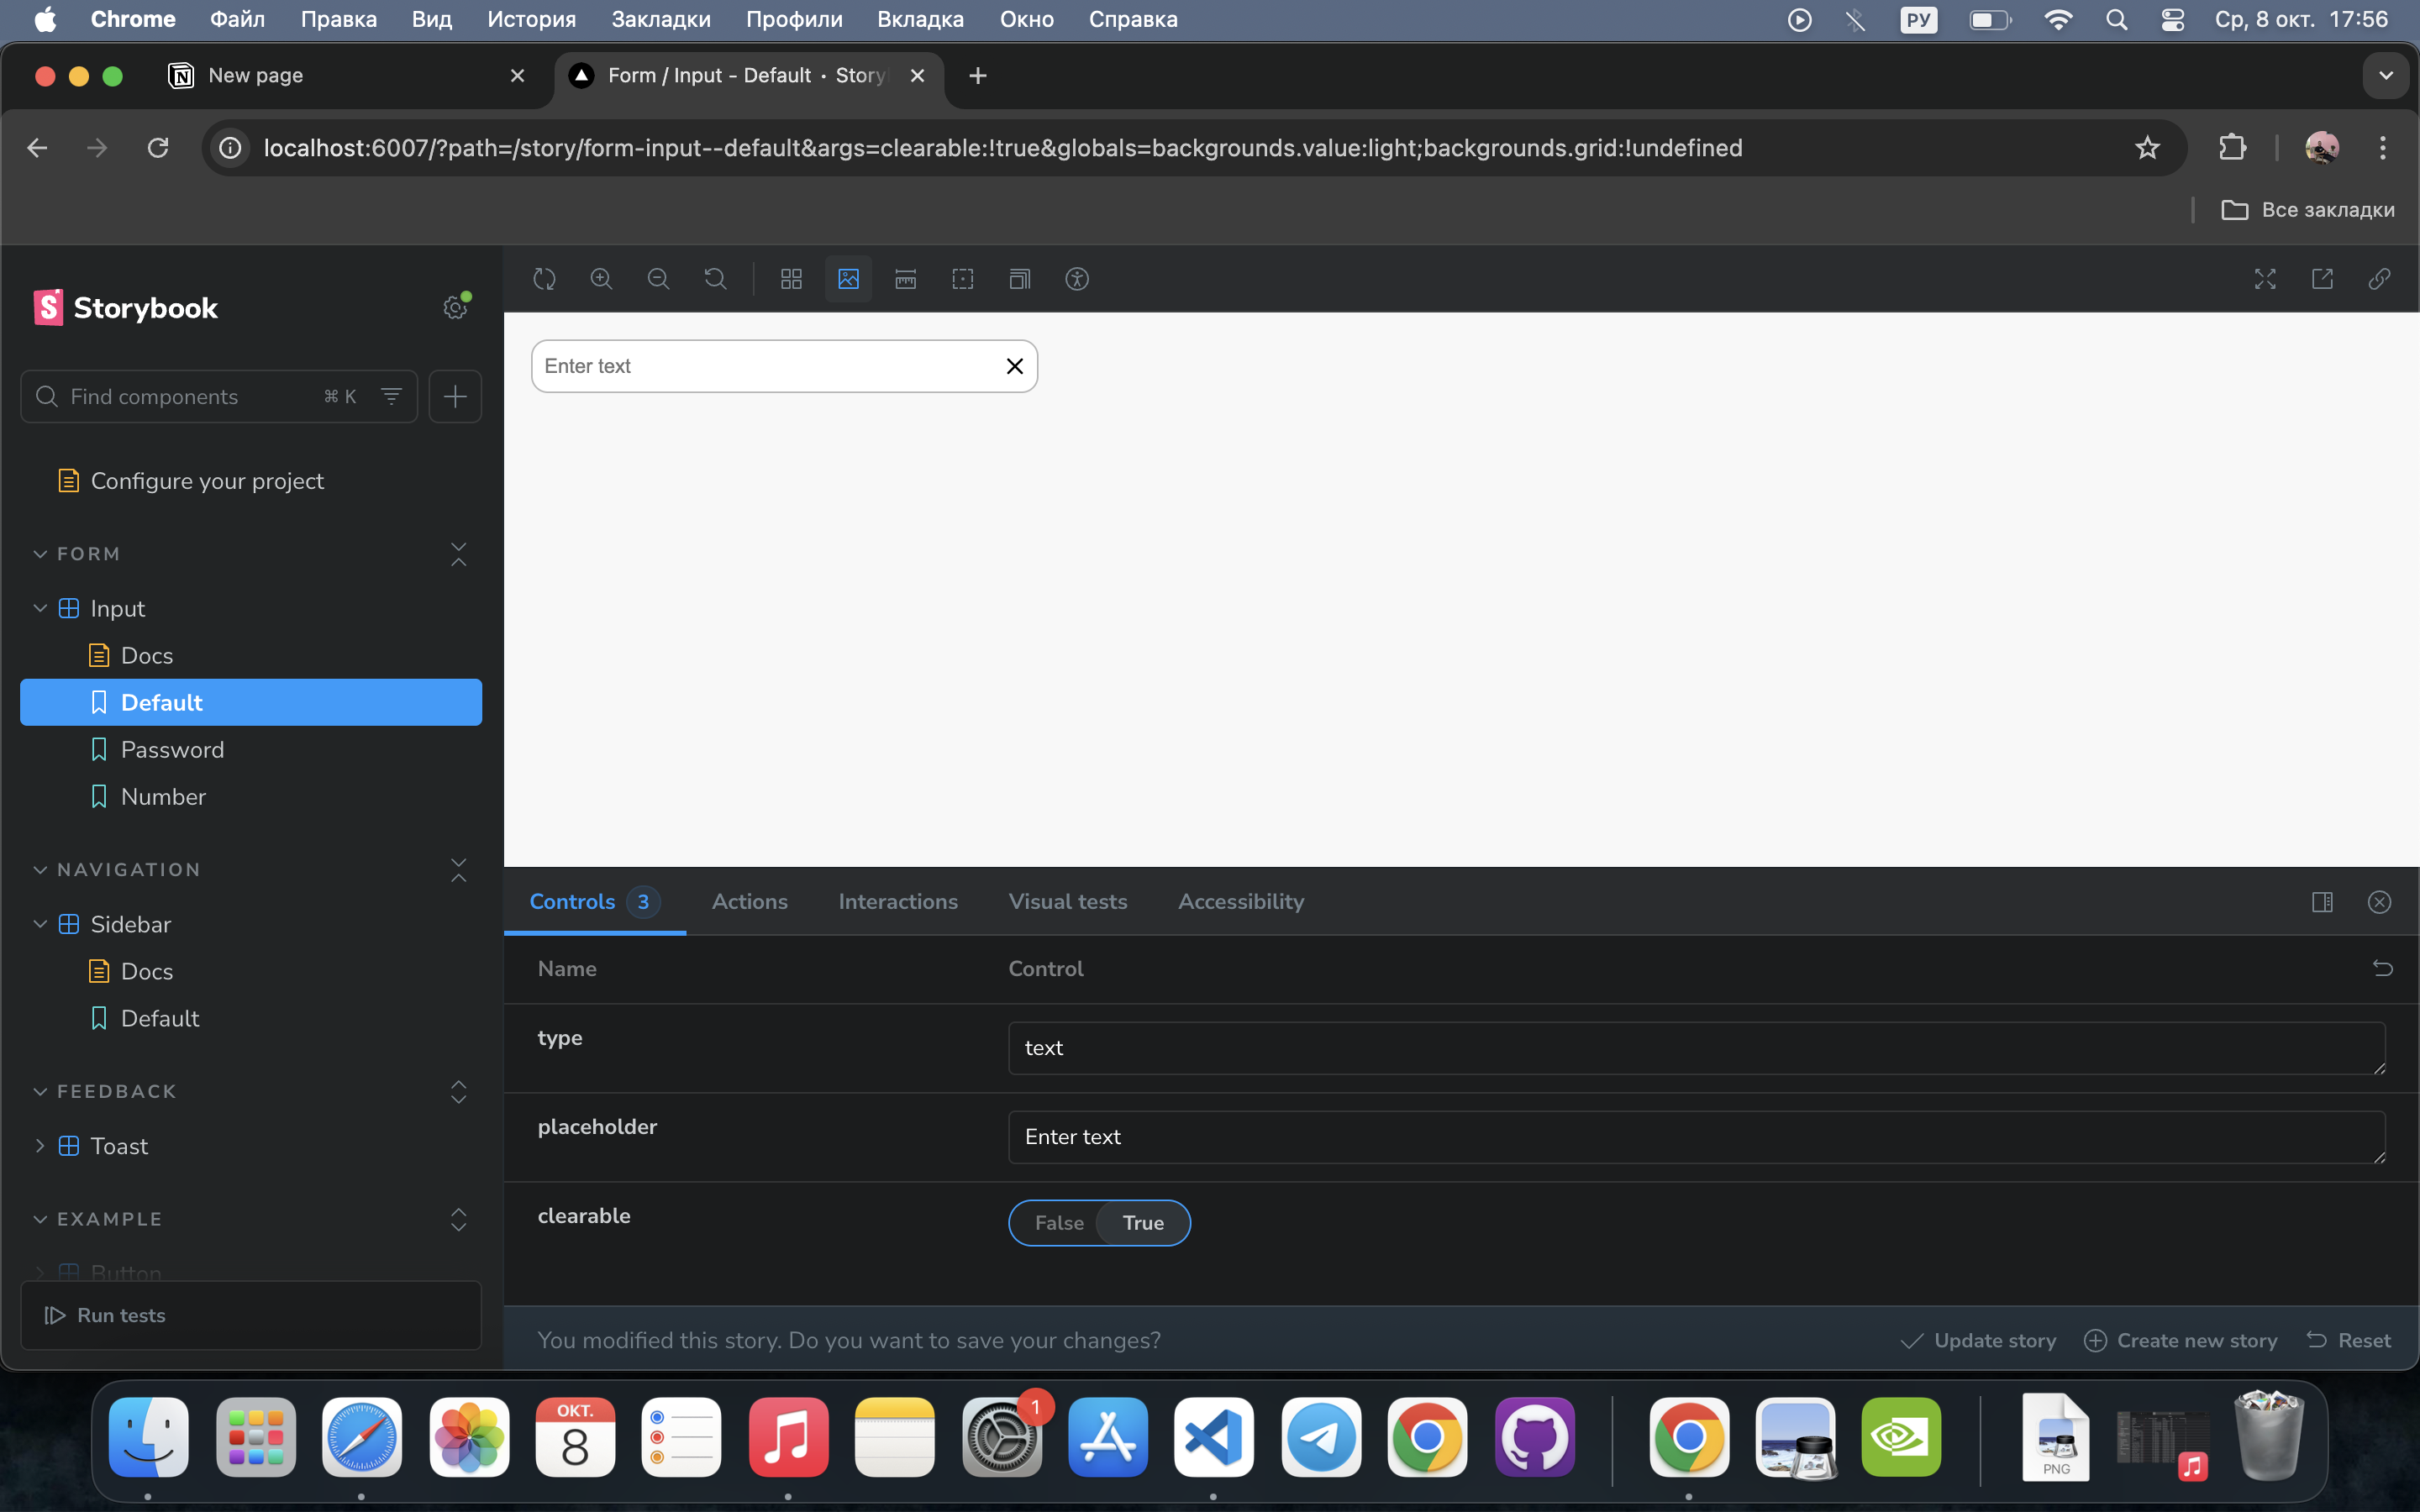 Chrome Файл Правка Вид История Закладки Профили Вкладка Окно Справка РУ Ср, 8 окт. 17:56
New page Form / Input - Default • Story
localhost:6007/?path=/story/form-input--default&args=clearable:!true&globals=backgrounds.value:light;backgrounds.grid:!undefined
Все закладки
Storybook
Find components ⌘ K
Configure your project
FORM
Input
Docs
Default
Password
Number
NAVIGATION
Sidebar
Docs
Default
FEEDBACK
Toast
EXAMPLE
Button
Run tests
Enter text
Controls 3 Actions Interactions Visual tests Accessibility
Name Control
type text
placeholder Enter text
clearable False True
You modified this story. Do you want to save your changes? Update story Create new story Reset
ОКТ.
8
1
PNG